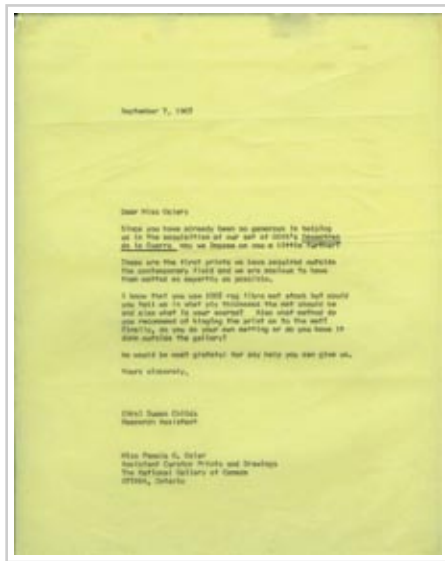 September 7, 1967
Dear Miss Osler:
Since you have already been so generous in helping
us in the acquisition of our set of GOYA's Desastres
de la Guerra, may we impose on you a little further?
These are the first prints we have acquired outside
the contemporary field and we are anxious to have
them matted as expertly as possible.
I know that you use 100% rag fibre mat stock but could
you tell us in what ply thickness the mat should be
and also what is your source? Also what method do
you recommend of hinging the print on to the mat?
Finally, do you do your own matting or do you have it
done outside the gallery?
We would be most grateful for any help you can give us.
Yours sincerely,
Susan Childs
Research Assistant
Miss Pamela G. Osler
Assistant Curator Prints and Drawings
The National Gallery of Canada
OTTAWA, Ontario